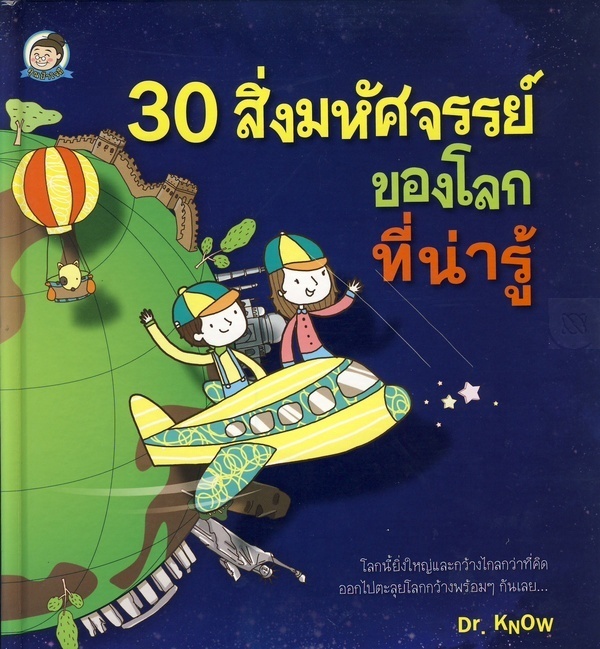 30 สิ่งมหัศจรรย์
ของโลก
ที่น่ารู้
โลกนี้ยิ่งใหญ่และกว้างไกลกว่าที่คิด
ออกไปตะลุยโลกกว้างพร้อมๆ กันเลย...
Dr. KNOW